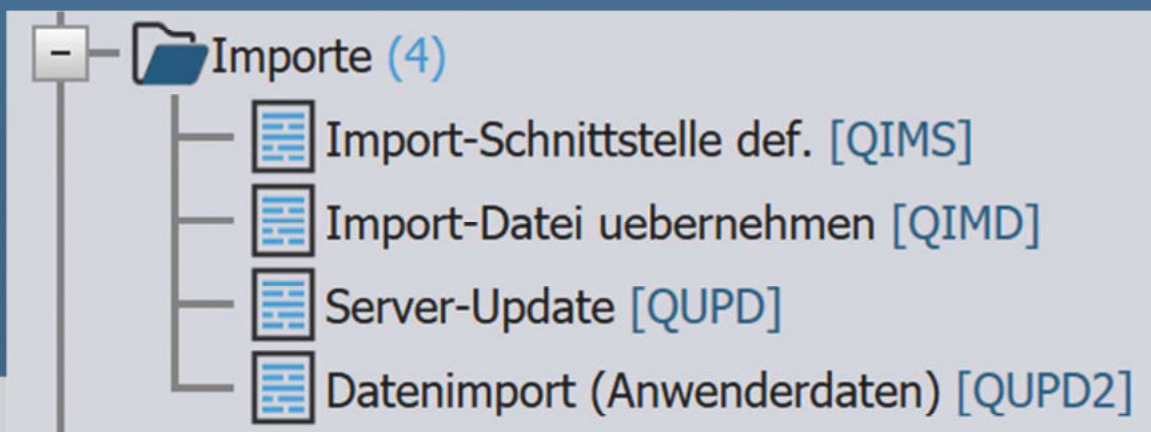 Importe (4)
Import-Schnittstelle def. [QIMS]
Import-Datei uebernehmen [QIMD]
Server-Update [QUPD]
Datenimport (Anwenderdaten) [QUPD2]